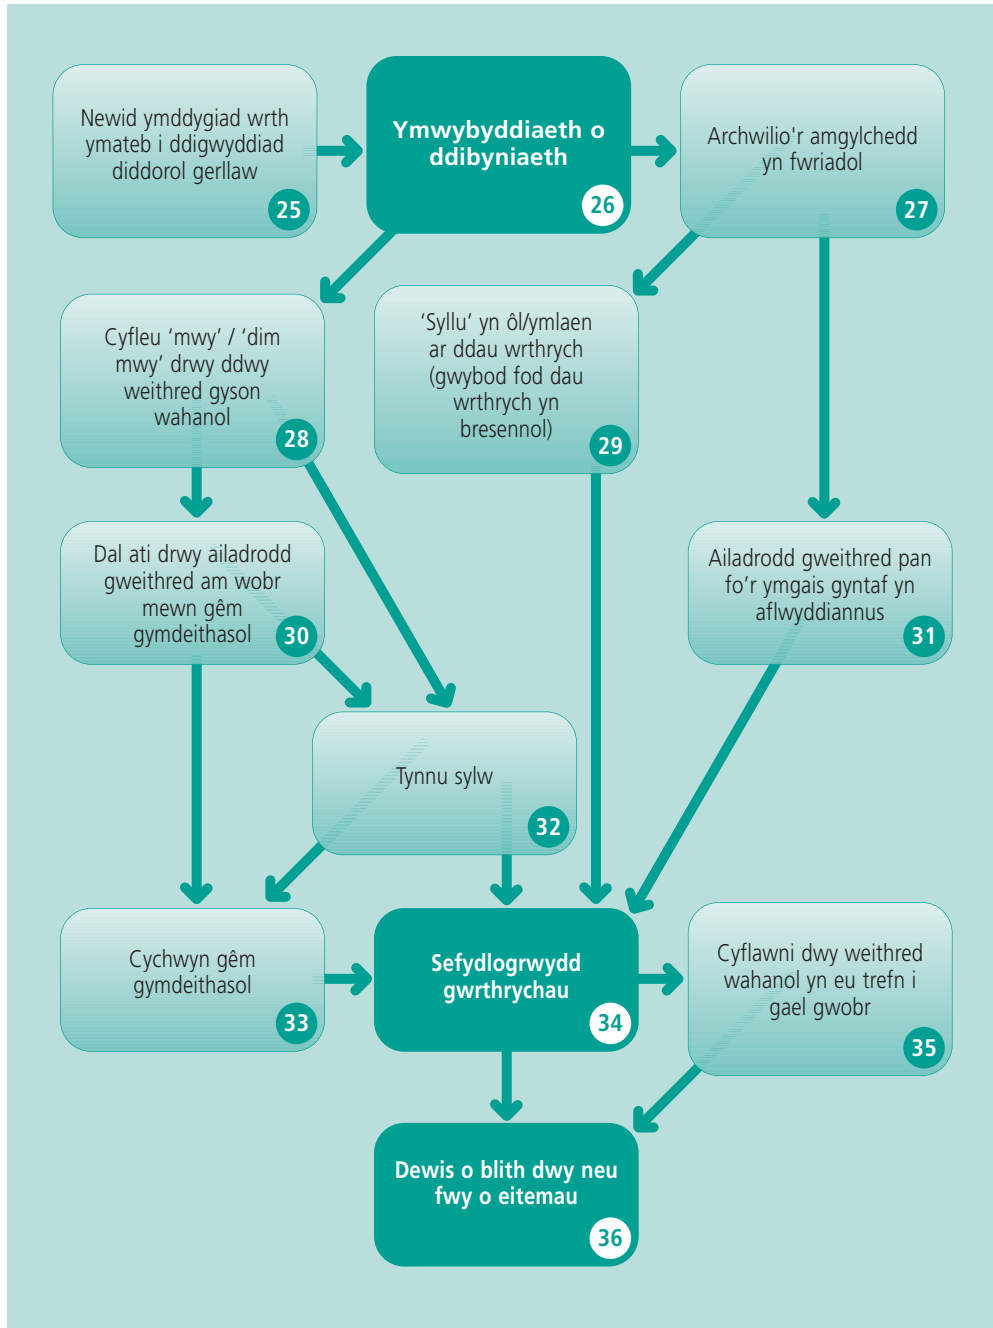 Newid ymddygiad wrth
ymateb i ddigwyddiad
diddorol gerllaw
25
Ymwybyddiaeth o
ddibyniaeth
26
Archwilio'r amgylchedd
yn fwriadol
27
Cyfleu ‘mwy’ / ‘dim
mwy’ drwy ddwy
weithred gyson
wahanol
28
‘Syllu’ yn ôl/ymlaen
ar ddau wrthrych
(gwybod fod dau
wrthrych yn
bresennol)
29
Dal ati drwy ailadrodd
gweithred am wobr
mewn gêm
gymdeithasol
30
Ailadrodd gweithred pan
fo’r ymgais gyntaf yn
aflwyddiannus
31
Tynnu sylw
32
Cychwyn gêm
gymdeithasol
33
Sefydlogrwydd
gwrthrychau
34
Cyflawni dwy weithred
wahanol yn eu trefn i
gael gwobr
35
Dewis o blith dwy neu
fwy o eitemau
36